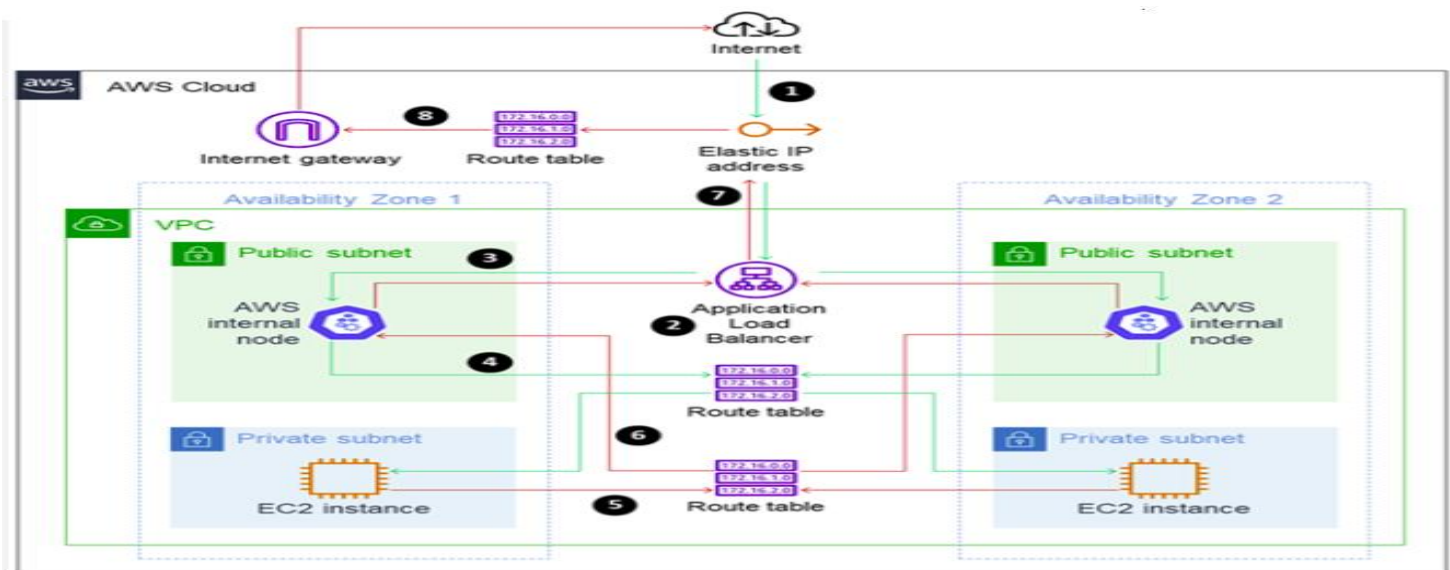 Internet
aws
AWS Cloud
1
8
172.16.0.0
172.16.1.0
172.16.2.0
Internet gateway
Route table
Elastic IP
address
7
Availability Zone 1
Availability Zone 2
VPC
Public subnet
3
Public subnet
AWS
internal
node
2
Application
Load
Balancer
AWS
internal
node
4
172.16.0.0
172.16.1.0
172.16.2.0
Route table
Private subnet
6
Private subnet
172.16.0.0
172.16.1.0
172.16.2.0
EC2 instance
5
Route table
EC2 instance